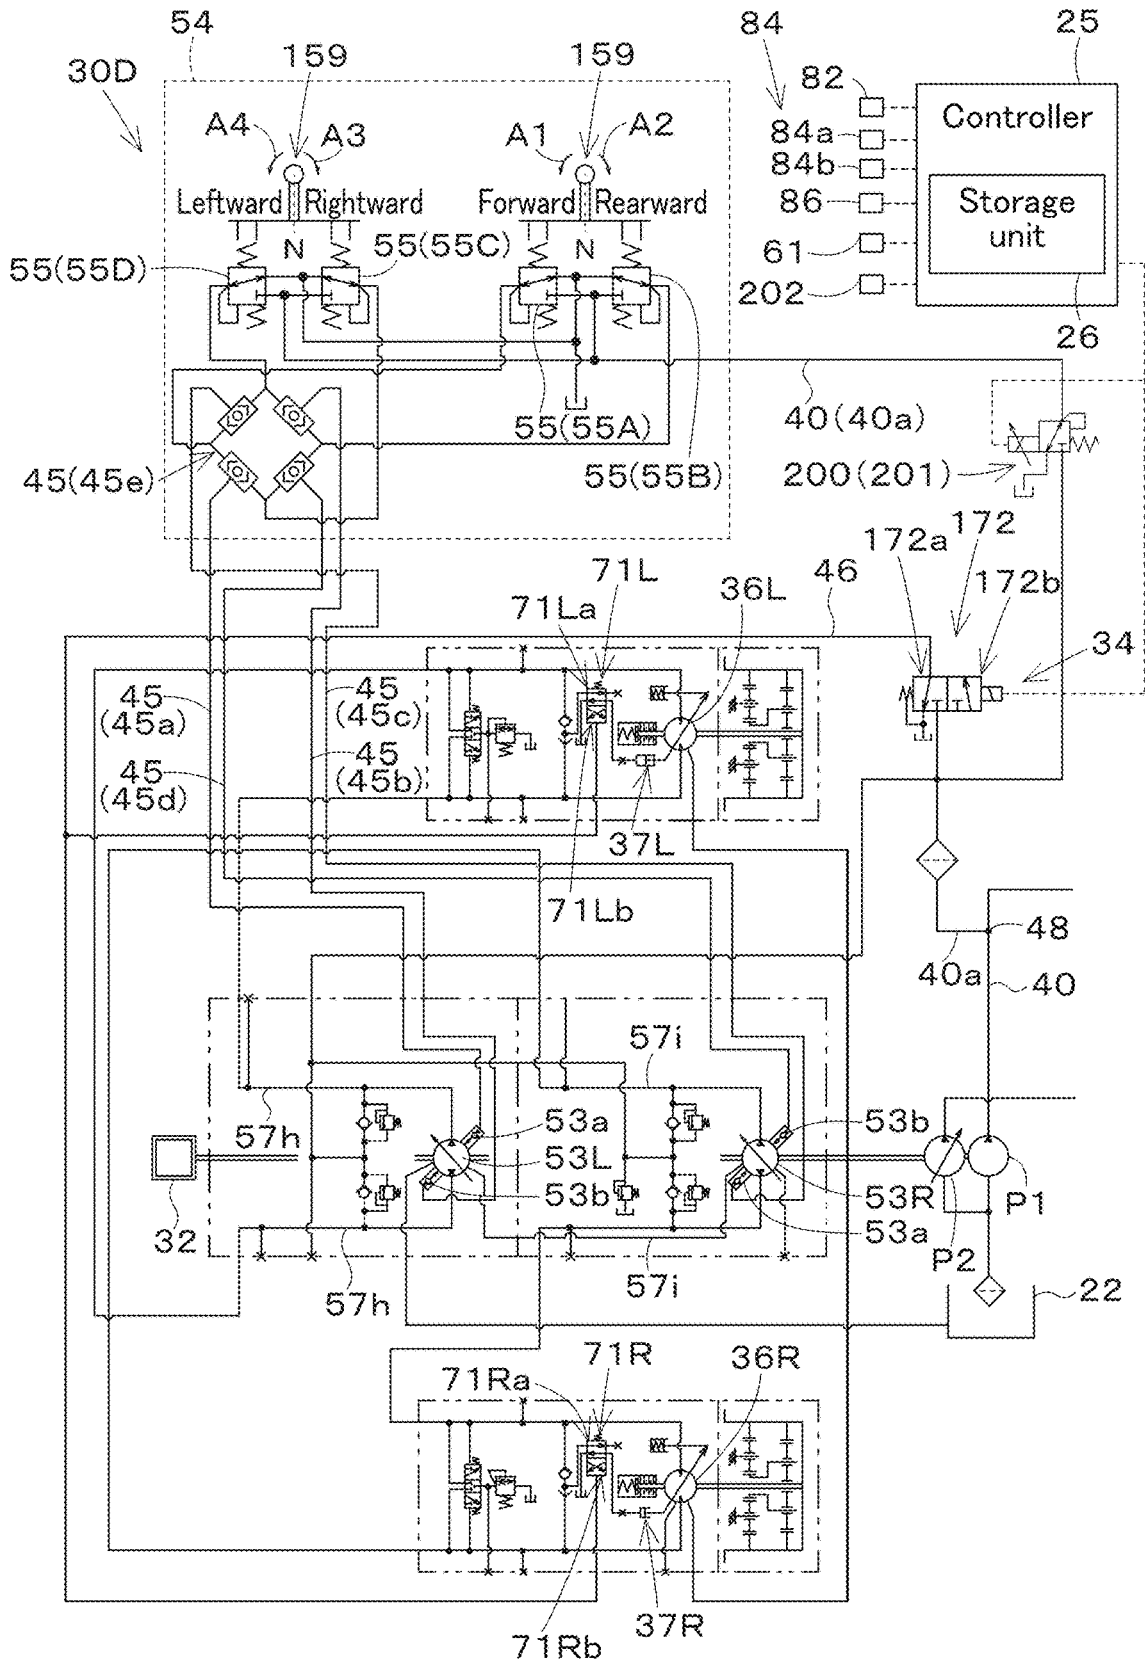 54
84
25
30D
159
159
82
Controller
A4
A3
A1
A2
84a
84b
Leftward
Rightward
Forward
Rearward
86
Storage
unit
N
N
55(55D)
55(55C)
61
202
26
55(55A)
40(40a)
45(45e)
55(55B)
200(201)
172
172a
71L
46
172b
71La
36L
34
45
(45a)
45
(45c)
45
(45d)
45
(45b)
37L
71Lb
48
40a
40
57i
57h
53a
53b
53L
53b
53R
P1
32
53a
P2
57h
57i
22
71R
36R
71Ra
37R
71Rb